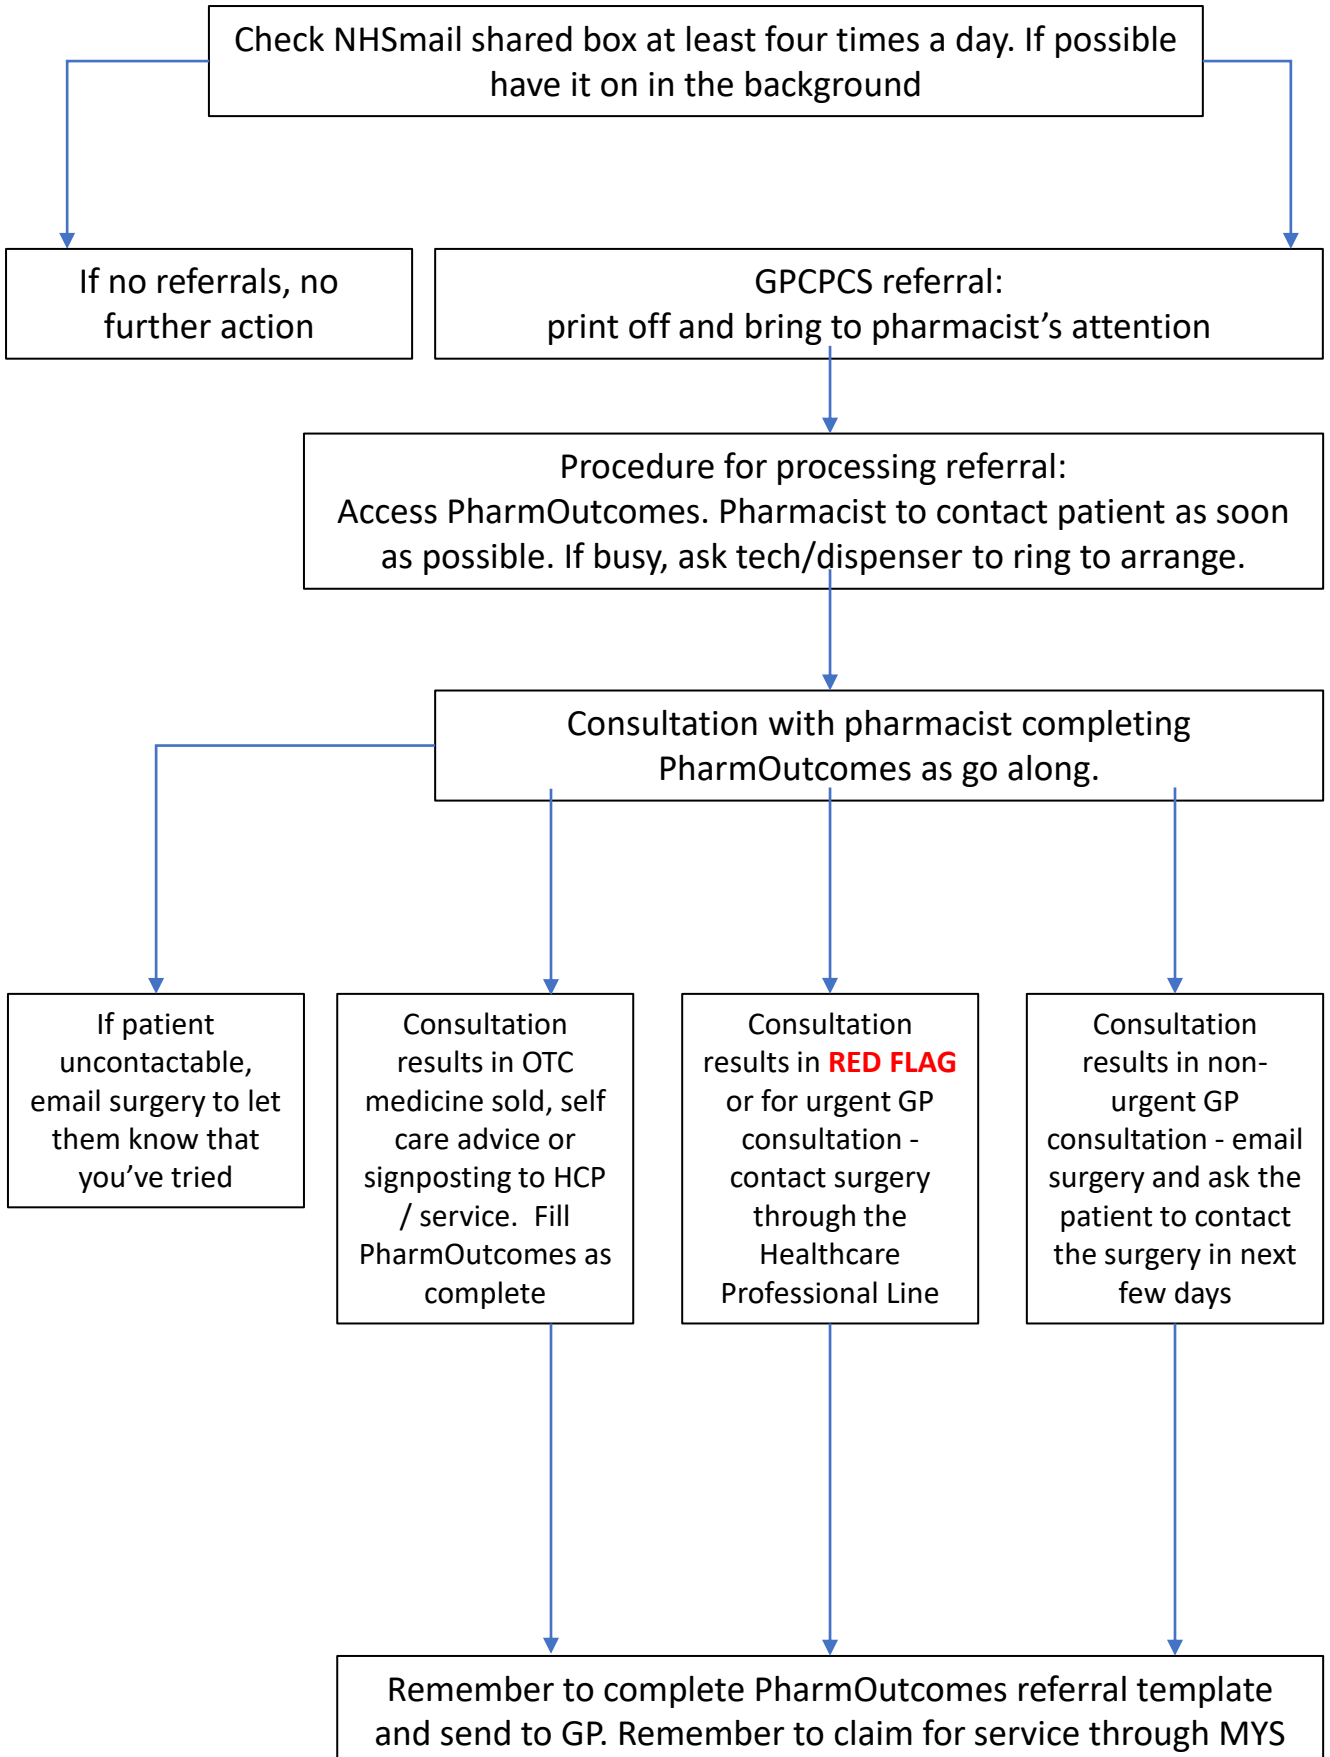 Check NHSmail shared box at least four times a day. If possible
have it on in the background
If no referrals, no
further action
GPCPCS referral:
print off and bring to pharmacist’s attention
Procedure for processing referral:
Access PharmOutcomes. Pharmacist to contact patient as soon
as possible. If busy, ask tech/dispenser to ring to arrange.
Consultation with pharmacist completing
PharmOutcomes as go along.
If patient
uncontactable,
email surgery to let
them know that
you’ve tried
Consultation
results in OTC
medicine sold, self
care advice or
signposting to HCP
/ service. Fill
PharmOutcomes as
complete
Consultation
results in RED FLAG
or for urgent GP
consultation -
contact surgery
through the
Healthcare
Professional Line
Consultation
results in non-
urgent GP
consultation - email
surgery and ask the
patient to contact
the surgery in next
few days
Remember to complete PharmOutcomes referral template
and send to GP. Remember to claim for service through MYS